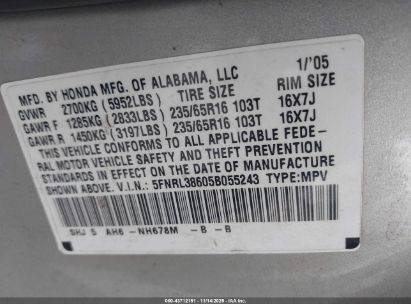 MFD. BY HONDA MFG. OF ALABAMA, LLC 1/'05
GVWR 2700KG (5952LBS) TIRE SIZE RIM SIZE
GAWR F 1285KG (2833LBS) 235/65R16 103T 16X7J
GAWR R 1450KG (3197LBS) 235/65R16 103T 16X7J
THIS VEHICLE CONFORMS TO ALL APPLICABLE FEDE-
RAL MOTOR VEHICLE SAFETY AND THEFT PREVENTION
STANDARDS IN EFFECT ON THE DATE OF MANUFACTURE
SHOWN ABOVE. V.I.N.: 5FNRL38605B055243 TYPE:MPV
SHJ 5 AH6 -NH678M -B -B